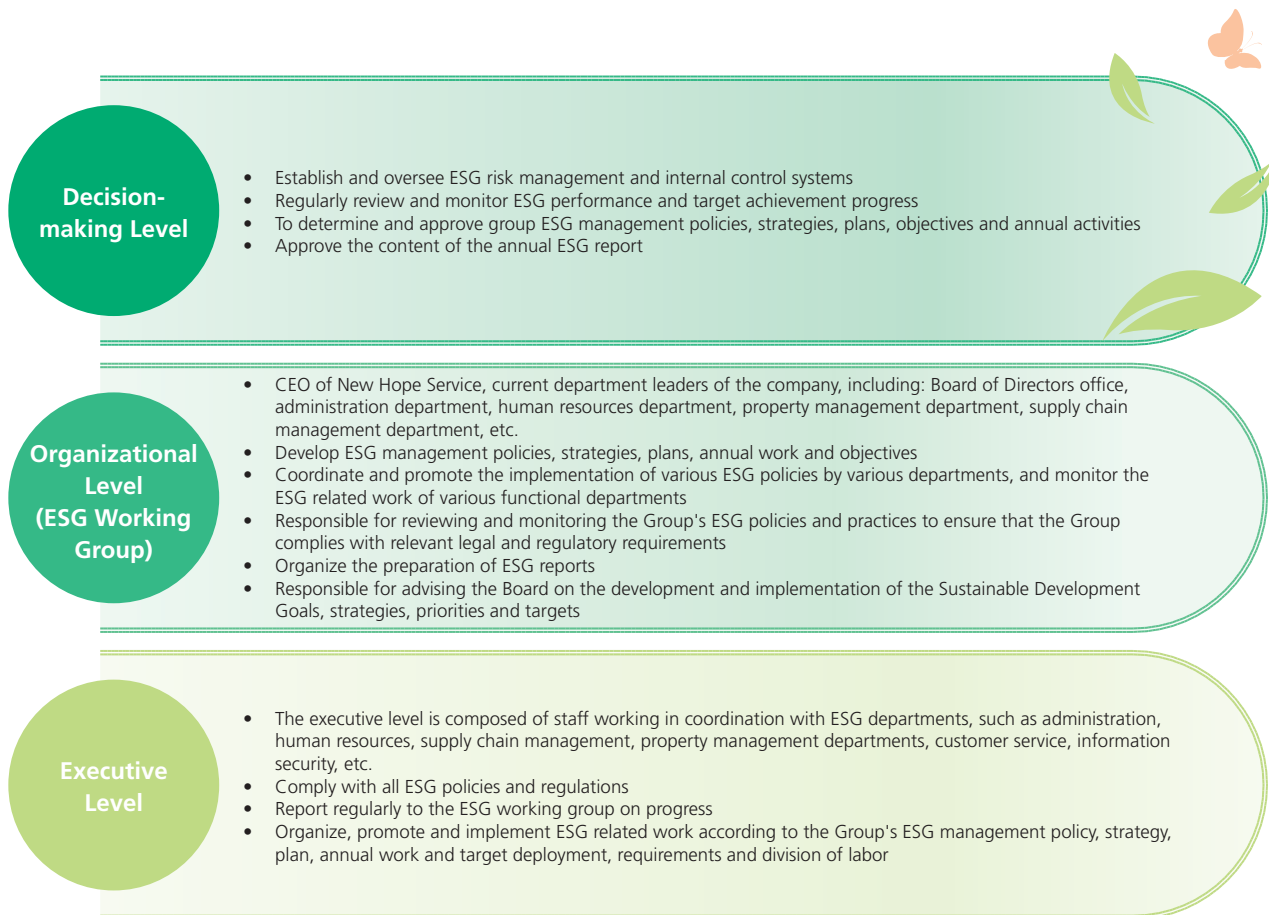 Decision-
making Level
• Establish and oversee ESG risk management and internal control systems
• Regularly review and monitor ESG performance and target achievement progress
• To determine and approve group ESG management policies, strategies, plans, objectives and annual activities
• Approve the content of the annual ESG report
Organizational
Level
(ESG Working
Group)
• CEO of New Hope Service, current department leaders of the company, including: Board of Directors office,
administration department, human resources department, property management department, supply chain
management department, etc.
• Develop ESG management policies, strategies, plans, annual work and objectives
• Coordinate and promote the implementation of various ESG policies by various departments, and monitor the
ESG related work of various functional departments
• Responsible for reviewing and monitoring the Group's ESG policies and practices to ensure that the Group
complies with relevant legal and regulatory requirements
• Organize the preparation of ESG reports
• Responsible for advising the Board on the development and implementation of the Sustainable Development
Goals, strategies, priorities and targets
Executive
Level
• The executive level is composed of staff working in coordination with ESG departments, such as administration,
human resources, supply chain management, property management departments, customer service, information
security, etc.
• Comply with all ESG policies and regulations
• Report regularly to the ESG working group on progress
• Organize, promote and implement ESG related work according to the Group's ESG management policy, strategy,
plan, annual work and target deployment, requirements and division of labor